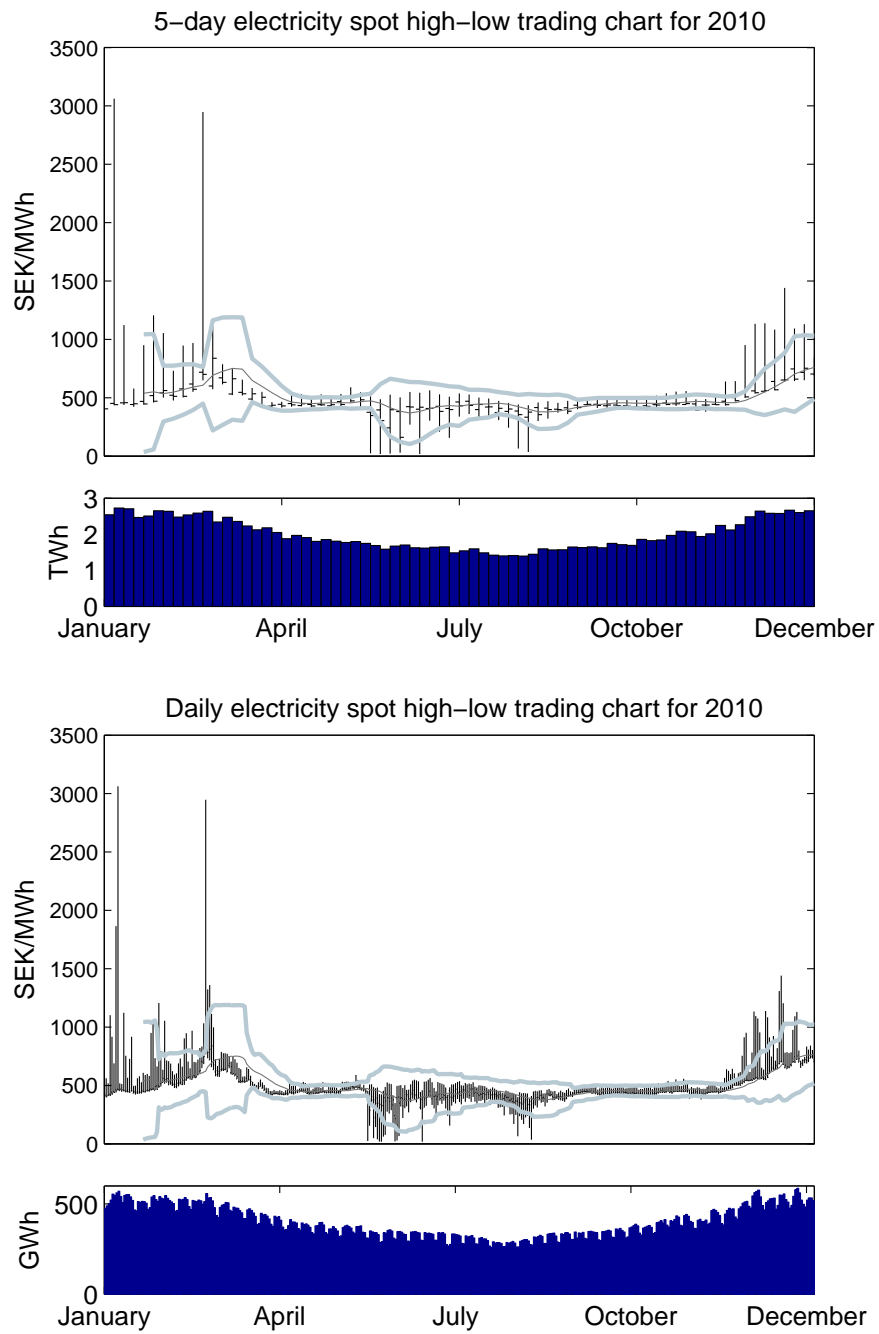 5−day electricity spot high−low trading chart for 2010
3500
3000
2500
2000
1500
1000
500
0
SEK/MWh
3
2
1
0
TWh
January April July October December
Daily electricity spot high−low trading chart for 2010
3500
3000
2500
2000
1500
1000
500
0
SEK/MWh
500
0
GWh
January April July October December